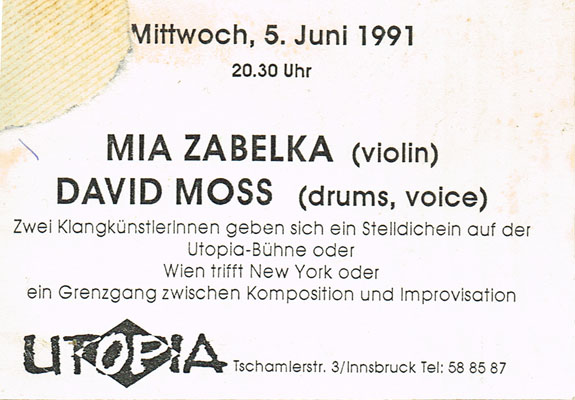 Mittwoch, 5. Juni 1991
20.30 Uhr
MIA ZABELKA (violin)
DAVID MOSS (drums, voice)
Zwei KlangkünstlerInnen geben sich ein Stelldichein auf der
Utopia-Bühne oder
Wien trifft New York oder
ein Grenzgang zwischen Komposition und Improvisation
UTOPIA Tschamlerstr. 3/Innsbruck Tel: 58 85 87